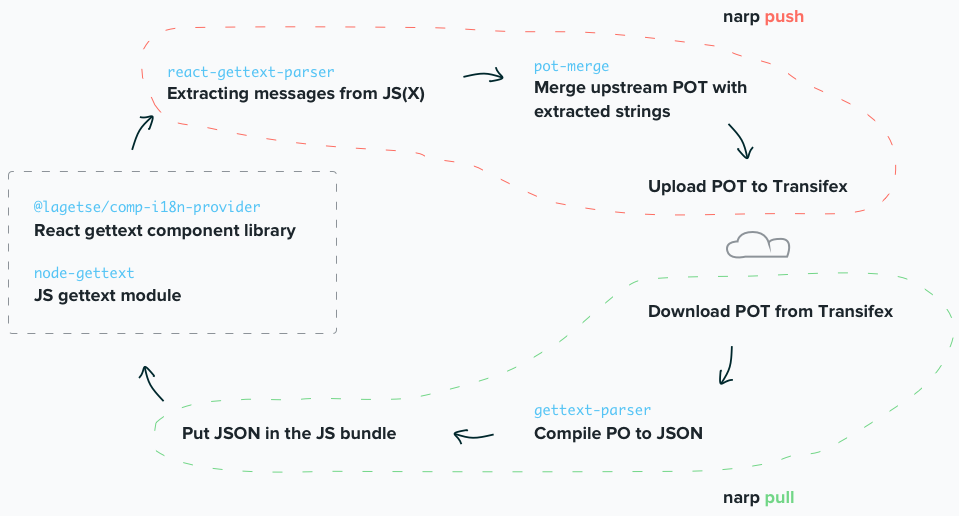 narp push
react-gettext-parser
Extracting messages from JS(X)
pot-merge
Merge upstream POT with
extracted strings
Upload POT to Transifex
@lagetse/comp-i18n-provider
React gettext component library
node-gettext
JS gettext module
Download POT from Transifex
gettext-parser
Compile PO to JSON
Put JSON in the JS bundle
narp pull